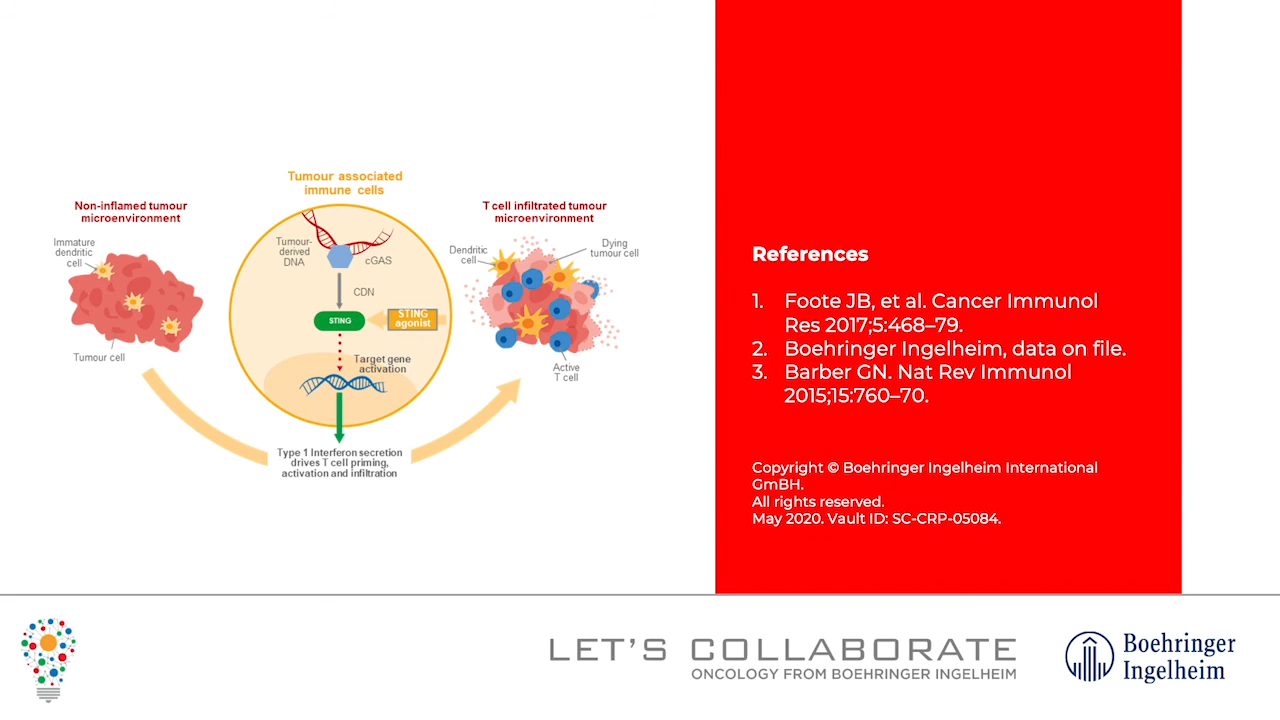 Tumour associated
immune cells
Non-inflamed tumour
microenvironment
T cell infiltrated tumour
microenvironment
Immature
dendritic
cell
Tumour cell
Tumour-
derived
DNA
cGAS
CDN
STING
STING
agonist
Target gene
activation
Type 1 Interferon secretion
drives T cell priming,
activation and infiltration
Dendritic
cell
Dying
tumour cell
Active
T cell
References
1. Foote JB, et al. Cancer Immunol
Res 2017;5:468–79.
2. Boehringer Ingelheim, data on file.
3. Barber GN. Nat Rev Immunol
2015;15:760–70.
Copyright © Boehringer Ingelheim International
GmBH.
All rights reserved.
May 2020. Vault ID: SC-CRP-05084.
LET'S COLLABORATE
ONCOLOGY FROM BOEHRINGER INGELHEIM
Boehringer
Ingelheim